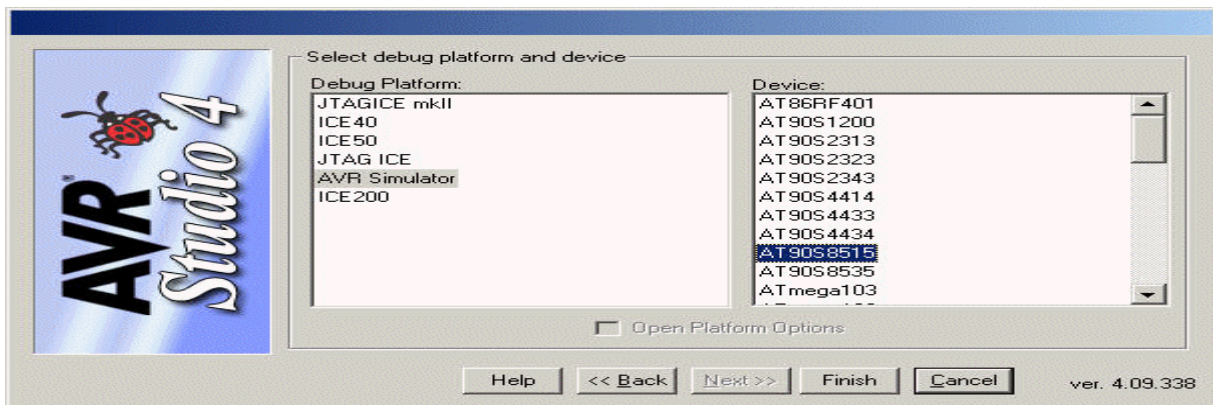 AVR Studio 4
Select debug platform and device
Debug Platform:
JTAGICE mkII
ICE40
ICE50
JTAG ICE
AVR Simulator
ICE200
Device:
AT86RF401
AT90S1200
AT90S2313
AT90S2323
AT90S2343
AT90S4414
AT90S4433
AT90S4434
AT90S8515
AT90S8535
ATmega103
Open Platform Options
Help
<< Back
Next >>
Finish
Cancel
ver. 4.09.338